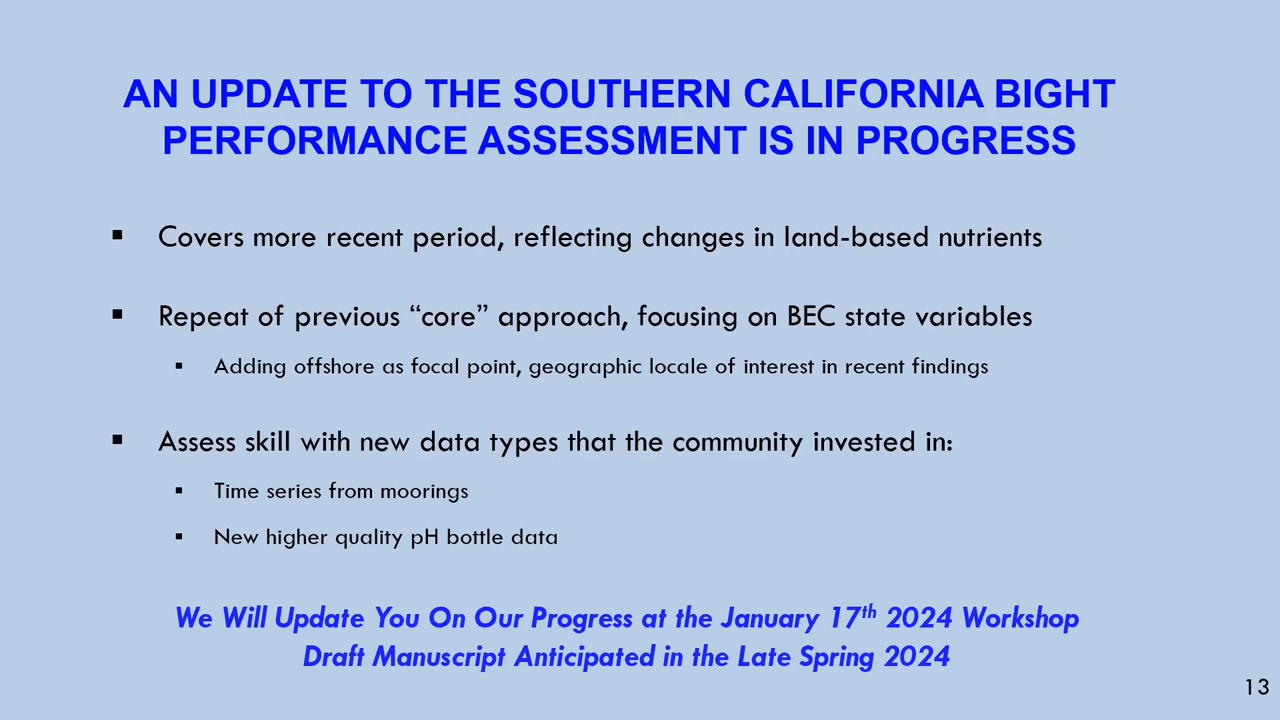 AN UPDATE TO THE SOUTHERN CALIFORNIA BIGHT
PERFORMANCE ASSESSMENT IS IN PROGRESS
▪ Covers more recent period, reflecting changes in land-based nutrients
▪ Repeat of previous “core” approach, focusing on BEC state variables
▪ Adding offshore as focal point, geographic locale of interest in recent findings
▪ Assess skill with new data types that the community invested in:
▪ Time series from moorings
▪ New higher quality pH bottle data
We Will Update You On Our Progress at the January 17th 2024 Workshop
Draft Manuscript Anticipated in the Late Spring 2024
13